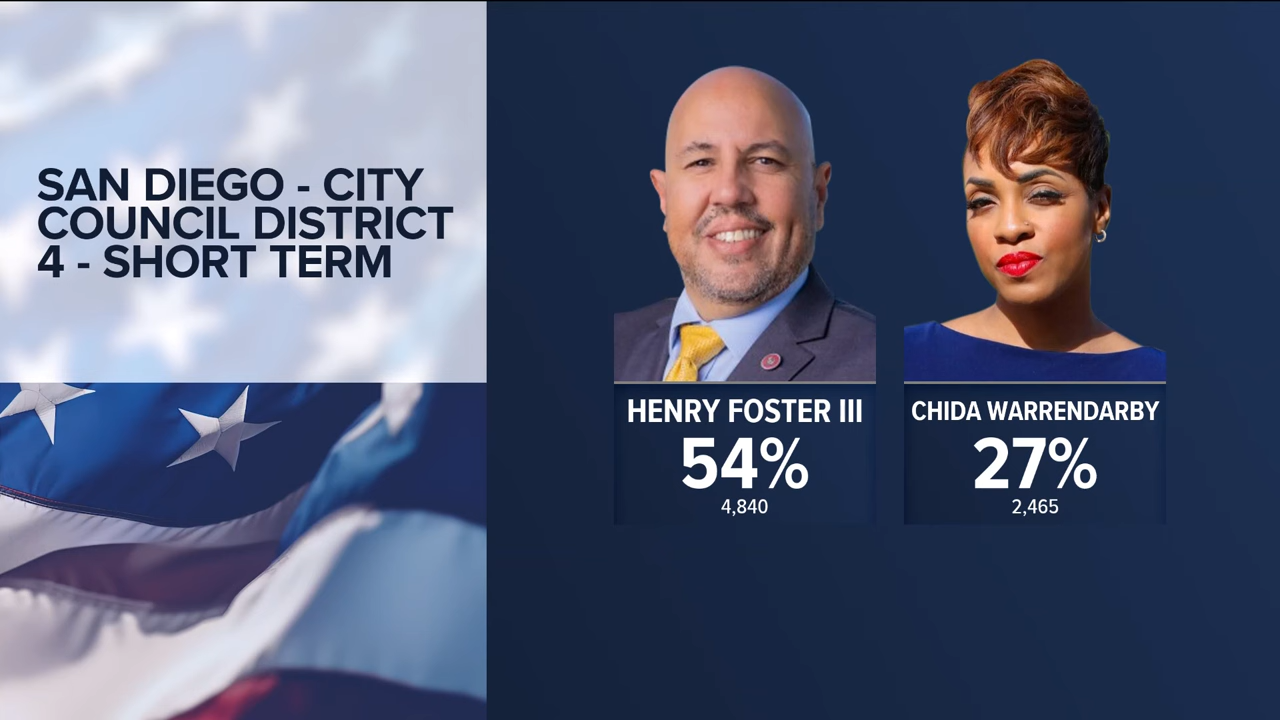 SAN DIEGO - CITY
COUNCIL DISTRICT
4 - SHORT TERM
HENRY FOSTER III
54%
4,840
CHIDA WARRENDARBY
27%
2,465